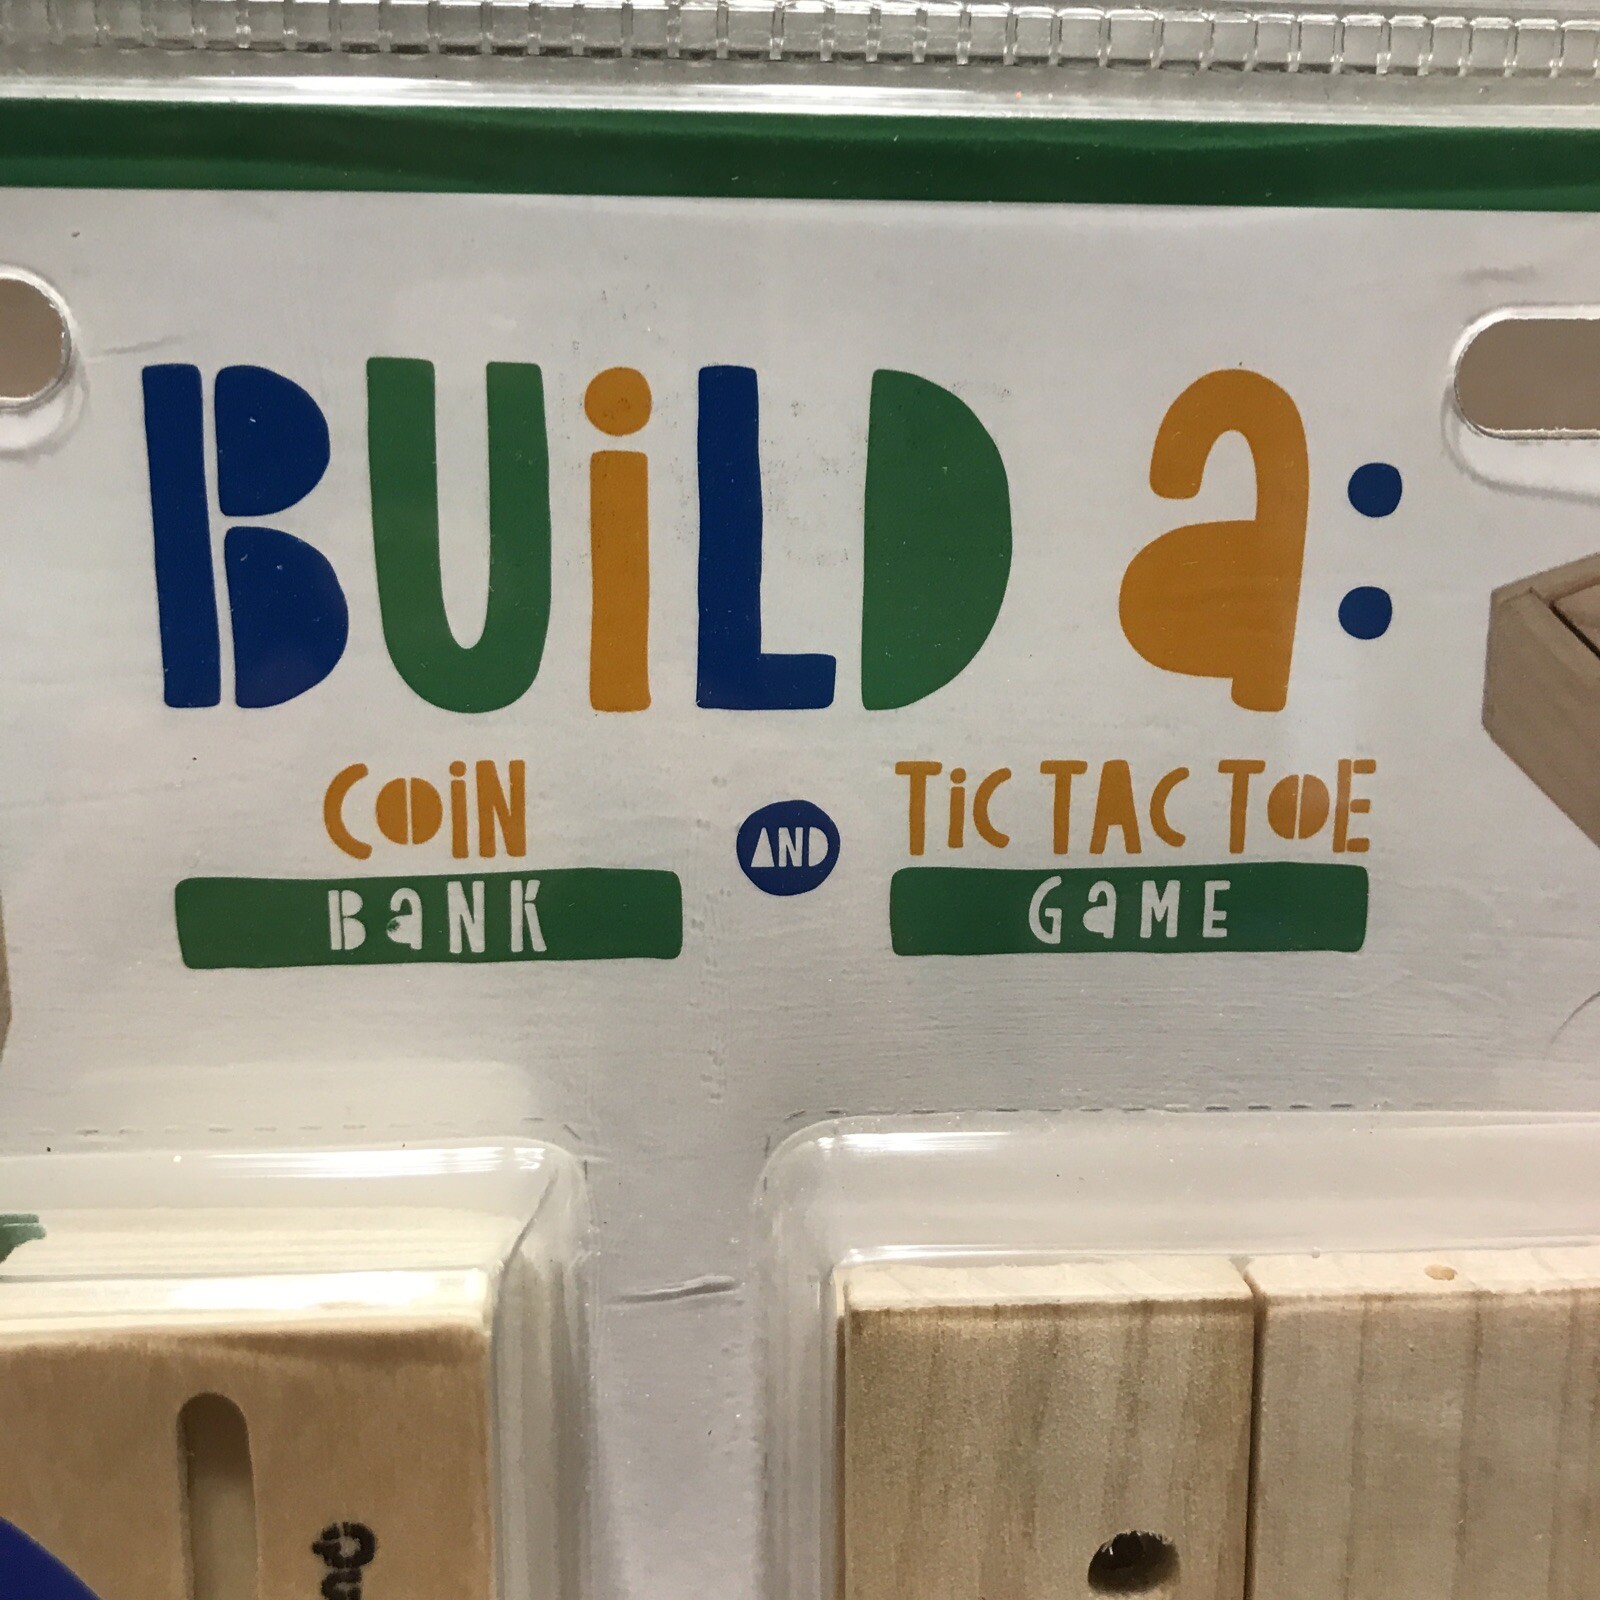 BUiLD a:
COiN
BaNK
AND
TiC TAC TOE
GaME